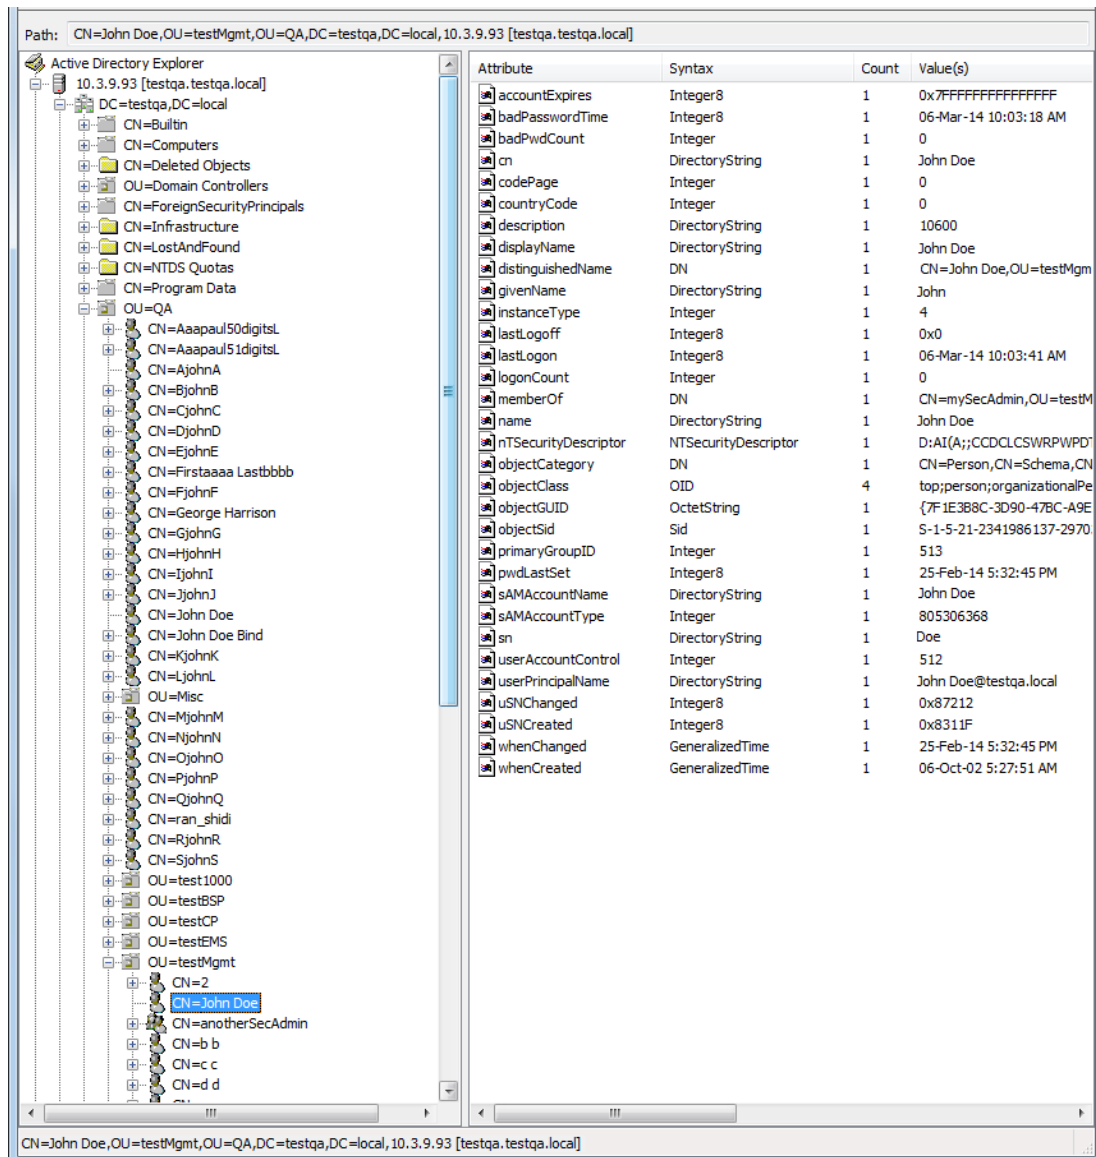 Path: CN=John Doe,OU=testMgmt,OU=QA,DC=testqa,DC=local,10.3.9.93 [testqa.testqa.local]
Active Directory Explorer
10.3.9.93 [testqa.testqa.local]
DC=testqa,DC=local
CN=Builtin
CN=Computers
CN=Deleted Objects
OU=Domain Controllers
CN=ForeignSecurityPrincipals
CN=Infrastructure
CN=LostAndFound
CN=NTDS Quotas
CN=Program Data
OU=QA
CN=Aaapaul50digitsL
CN=Aaapaul51digitsL
CN=AjohnA
CN=BjohnB
CN=CjohnC
CN=DjohnD
CN=EjohnE
CN=Firstaaaa Lastbbbb
CN=FjohnF
CN=George Harrison
CN=GjohnG
CN=HjohnH
CN=IjohnI
CN=JjohnJ
CN=John Doe
CN=John Doe Bind
CN=KjohnK
CN=LjohnL
OU=Misc
CN=MjohnM
CN=NjohnN
CN=OjohnO
CN=PjohnP
CN=QjohnQ
CN=ran_shidi
CN=RjohnR
CN=SjohnS
OU=test1000
OU=testBSP
OU=testCP
OU=testEMS
OU=testMgmt
CN=2
CN=John Doe
CN=anotherSecAdmin
CN=b b
CN=c c
CN=d d
Attribute Syntax Count Value(s)
accountExpires Integer8 1 0x7FFFFFFFFFFFFFFF
badPasswordTime Integer8 1 06-Mar-14 10:03:18 AM
badPwdCount Integer 1 0
cn DirectoryString 1 John Doe
codePage Integer 1 0
countryCode Integer 1 0
description DirectoryString 1 10600
displayName DirectoryString 1 John Doe
distinguishedName DN 1 CN=John Doe,OU=testMgm
givenName DirectoryString 1 John
instanceType Integer 1 4
lastLogoff Integer8 1 0x0
lastLogon Integer8 1 06-Mar-14 10:03:41 AM
logonCount Integer 1 0
memberOf DN 1 CN=mySecAdmin,OU=testM
name DirectoryString 1 John Doe
nTSecurityDescriptor NTSecurityDescriptor 1 D:AI(A;;CCDCLCSWRPWPDT
objectCategory DN 1 CN=Person,CN=Schema,CN
objectClass OID 4 top;person;organizationalPe
objectGUID OctetString 1 {7F1E3B8C-3D90-47BC-A9E
objectSid Sid 1 S-1-5-21-2341986137-2970
primaryGroupID Integer 1 513
pwdLastSet Integer8 1 25-Feb-14 5:32:45 PM
sAMAccountName DirectoryString 1 John Doe
sAMAccountType Integer 1 805306368
sn DirectoryString 1 Doe
userAccountControl Integer 1 512
userPrincipalName DirectoryString 1 John Doe@testqa.local
uSNChanged Integer8 1 0x87212
uSNCreated Integer8 1 0x8311F
whenChanged GeneralizedTime 1 25-Feb-14 5:32:45 PM
whenCreated GeneralizedTime 1 06-Oct-02 5:27:51 AM
CN=John Doe,OU=testMgmt,OU=QA,DC=testqa,DC=local,10.3.9.93 [testqa.testqa.local]